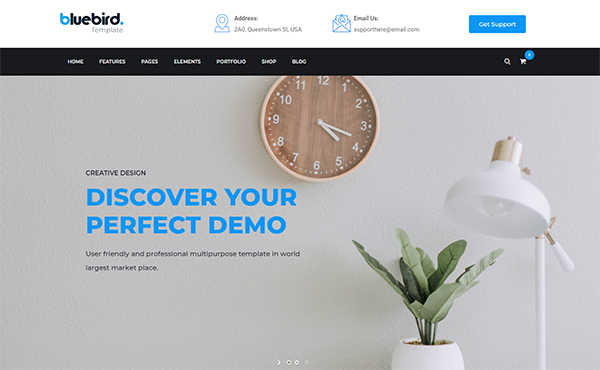 bluebird.
Template
Address:
2A0, Queenstown St, USA
Email Us:
supporthere@email.com
Get Support
HOME FEATURES PAGES ELEMENTS PORTFOLIO SHOP BLOG
0
12
1
2
3
4
5
6
7
8
9
10
11
CREATIVE DESIGN
DISCOVER YOUR
PERFECT DEMO
User friendly and professional multipurpose template in world
largest market place.